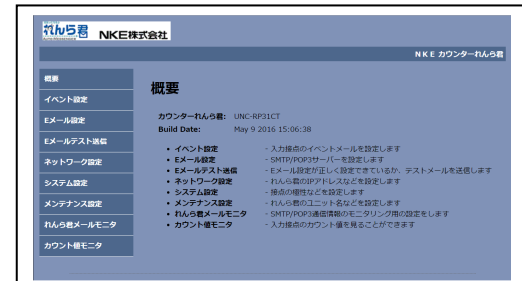 れんら君 NKE株式会社
NKE カウンターれんら君
概要
イベント設定
Eメール設定
Eメールテスト送信
ネットワーク設定
システム設定
メンテナンス設定
れんら君メールモニタ
カウント値モニタ
概要
カウンターれんら君: UNC-RP31CT
Build Date: May 9 2016 15:06:38
• イベント設定 - 入力接点のイベントメールを設定します
• Eメール設定 - SMTP/POP3サーバーを設定します
• Eメールテスト送信 - Eメール設定が正しく設定できているか、テストメールを送信します
• ネットワーク設定 - れんら君のIPアドレスなどを設定します
• システム設定 - 接点の極性などを設定します
• メンテナンス設定 - れんら君のユニット名などを設定します
• れんら君メールモニタ - SMTP/POP3通信情報のモニタリング用の設定をします
• カウント値モニタ - 入力接点のカウント値を見ることができます